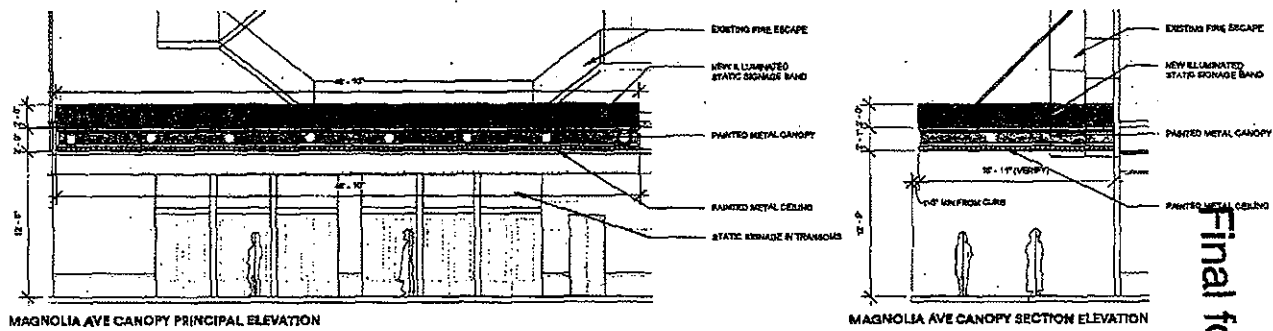 EXISTING FIRE ESCAPE
NEW ILLUMINATED
STATIC SIGNAGE BAND
PAINTED METAL CANOPY
PAINTED METAL CEILING
STATIC SIGNAGE IN TRANSOMS
MAGNOLIA AVE CANOPY PRINCIPAL ELEVATION
EXISTING FIRE ESCAPE
NEW ILLUMINATED
STATIC SIGNAGE BAND
PAINTED METAL CANOPY
(VERIFY)
MIN FROM CURB
PAINTED METAL CEILING
MAGNOLIA AVE CANOPY SECTION ELEVATION
Final fo